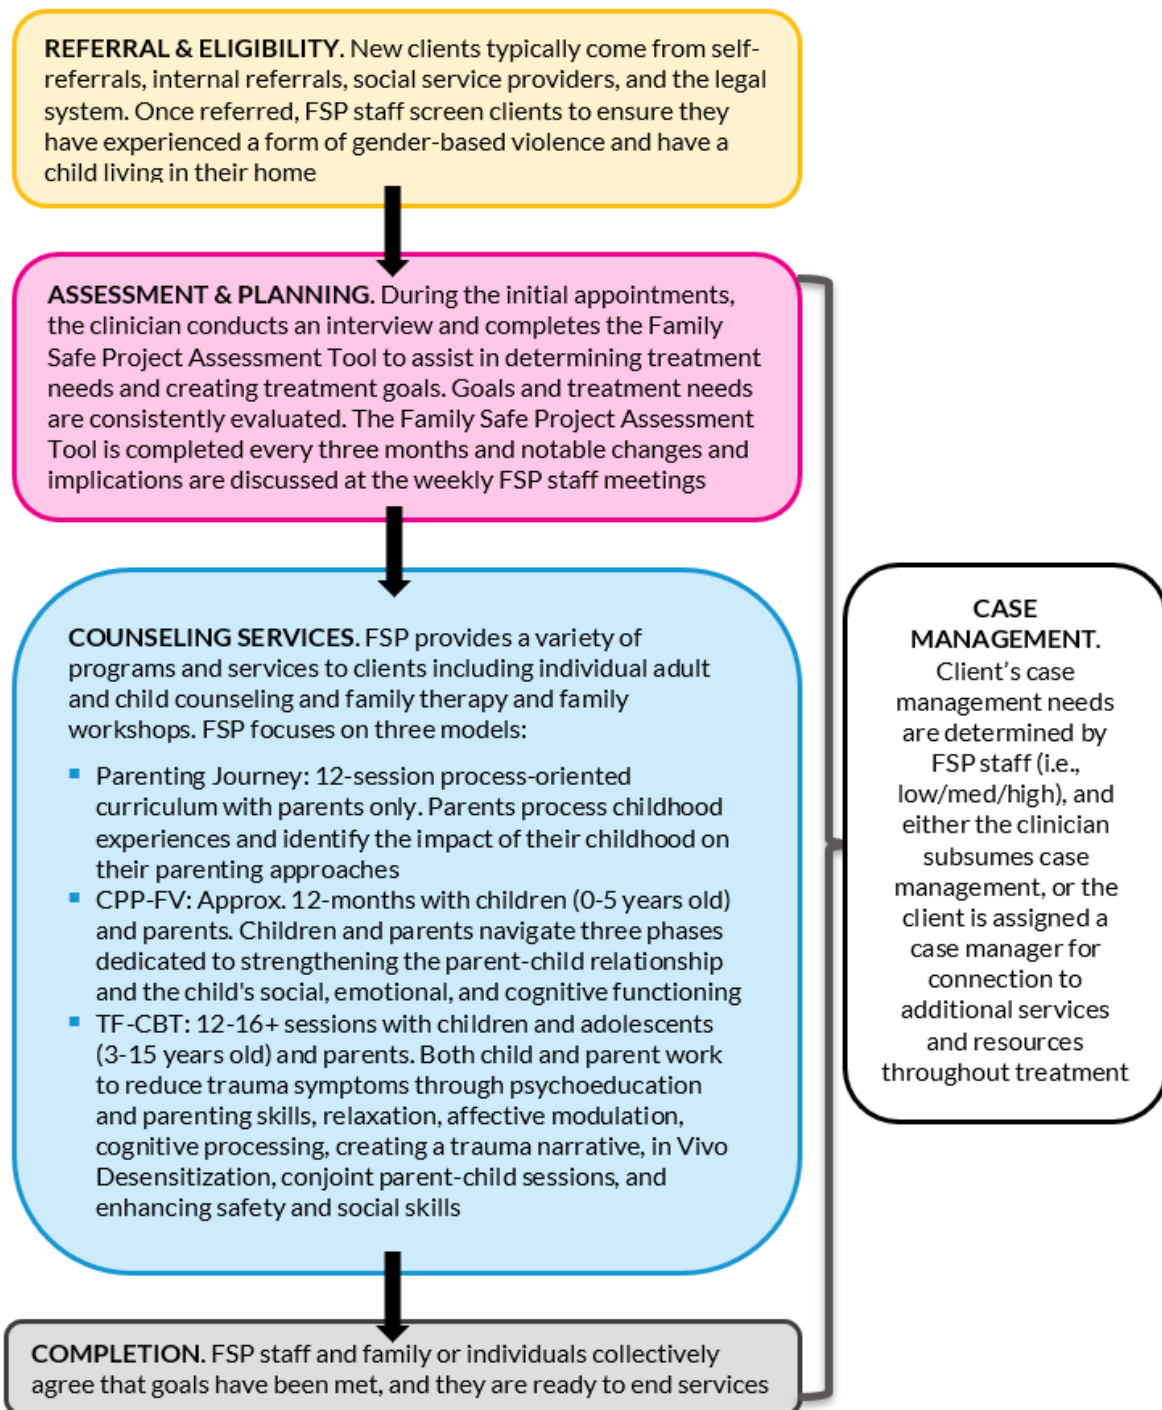 REFERRAL & ELIGIBILITY. New clients typically come from self-
referrals, internal referrals, social service providers, and the legal
system. Once referred, FSP staff screen clients to ensure they
have experienced a form of gender-based violence and have a
child living in their home
ASSESSMENT & PLANNING. During the initial appointments,
the clinician conducts an interview and completes the Family
Safe Project Assessment Tool to assist in determining treatment
needs and creating treatment goals. Goals and treatment needs
are consistently evaluated. The Family Safe Project Assessment
Tool is completed every three months and notable changes and
implications are discussed at the weekly FSP staff meetings
COUNSELING SERVICES. FSP provides a variety of
programs and services to clients including individual adult
and child counseling and family therapy and family
workshops. FSP focuses on three models:
▪ Parenting Journey: 12-session process-oriented
curriculum with parents only. Parents process childhood
experiences and identify the impact of their childhood on
their parenting approaches
▪ CPP-FV: Approx. 12-months with children (0-5 years old)
and parents. Children and parents navigate three phases
dedicated to strengthening the parent-child relationship
and the child's social, emotional, and cognitive functioning
▪ TF-CBT: 12-16+ sessions with children and adolescents
(3-15 years old) and parents. Both child and parent work
to reduce trauma symptoms through psychoeducation
and parenting skills, relaxation, affective modulation,
cognitive processing, creating a trauma narrative, in Vivo
Desensitization, conjoint parent-child sessions, and
enhancing safety and social skills
CASE
MANAGEMENT.
Client's case
management needs
are determined by
FSP staff (i.e.,
low/med/high), and
either the clinician
subsumes case
management, or the
client is assigned a
case manager for
connection to
additional services
and resources
throughout treatment
COMPLETION. FSP staff and family or individuals collectively
agree that goals have been met, and they are ready to end services